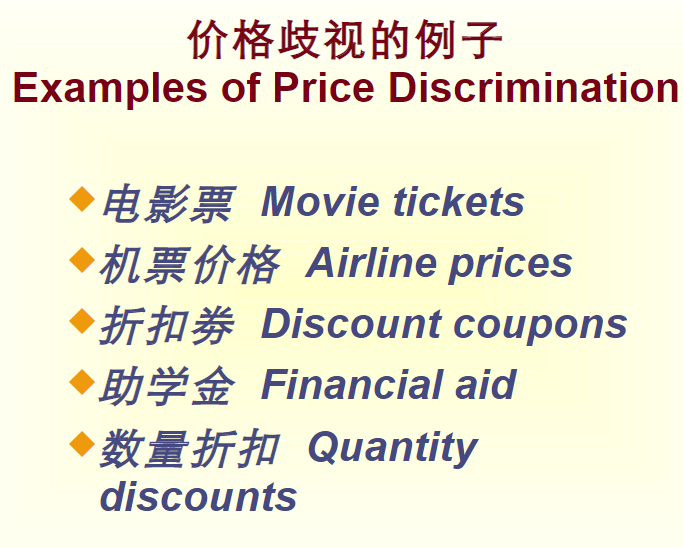 价格歧视的例子
Examples of Price Discrimination
电影票 Movie tickets
机票价格 Airline prices
折扣劵 Discount coupons
助学金 Financial aid
数量折扣 Quantity
discounts